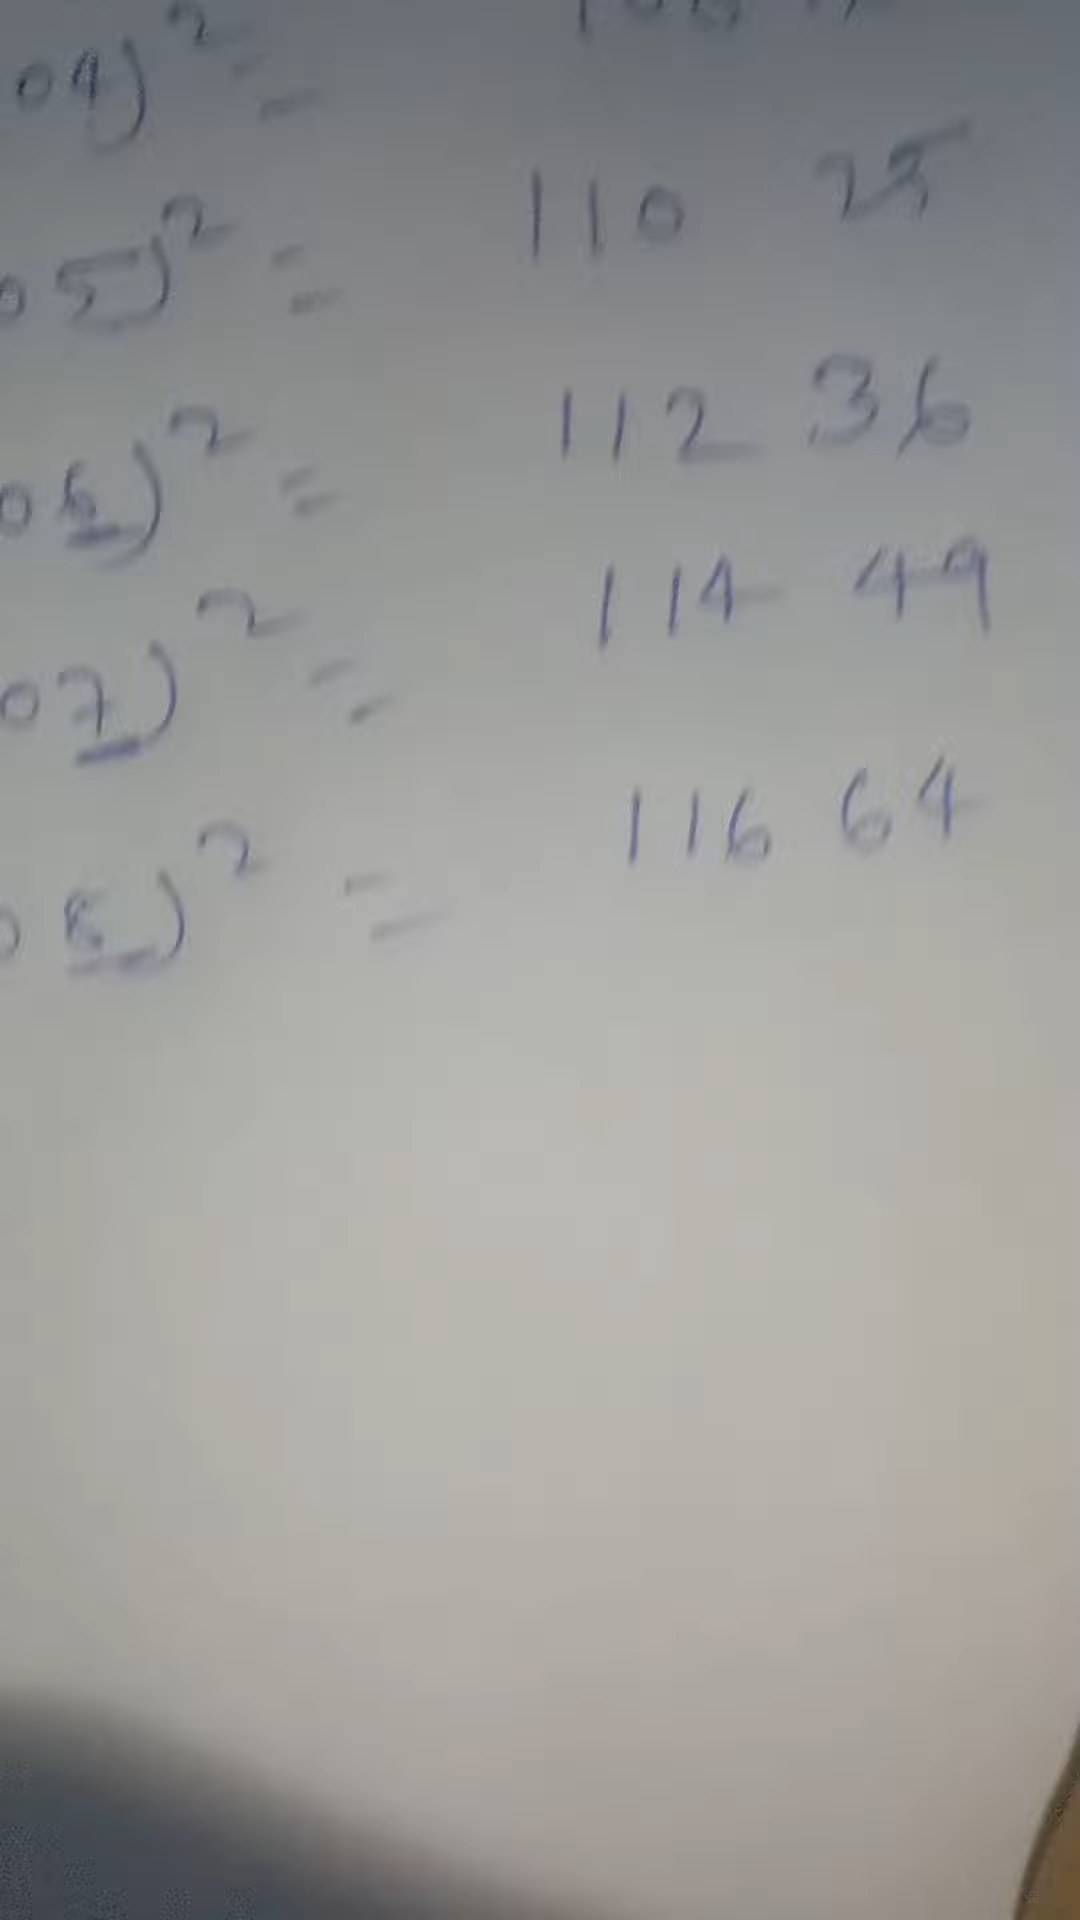 04)² =
05)² = 110 25
06)² = 112 36
07)² = 114 49
08)² = 116 64